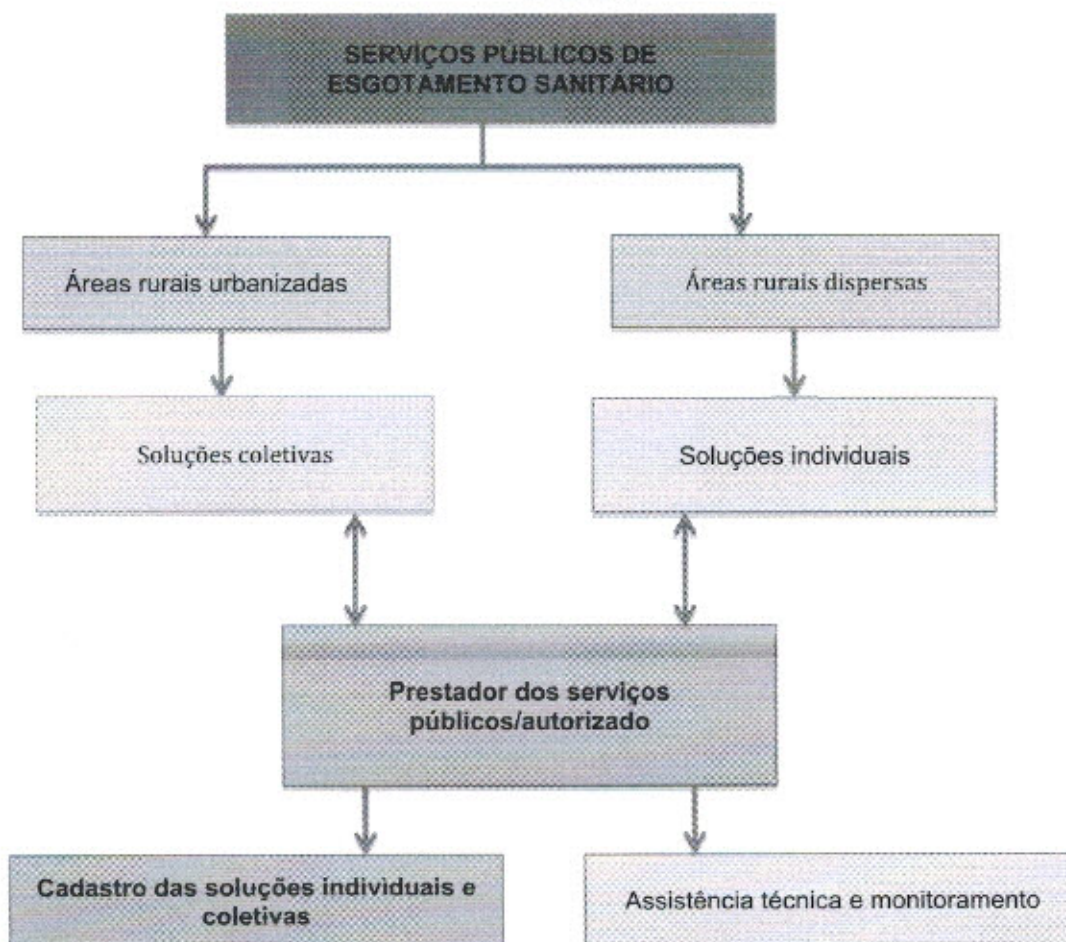 SERVIÇOS PÚBLICOS DE
ESGOTAMENTO SANITÁRIO
Áreas rurais urbanizadas
Áreas rurais dispersas
Soluções coletivas
Soluções individuais
Prestador dos serviços
públicos/autorizado
Cadastro das soluções individuais e
coletivas
Assistência técnica e monitoramento